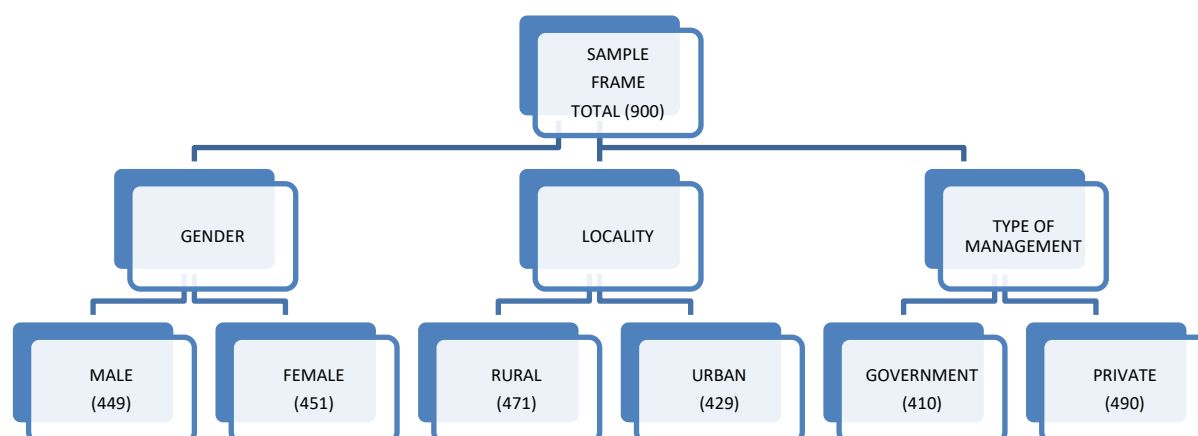 SAMPLE
FRAME
TOTAL (900)
GENDER
LOCALITY
TYPE OF
MANAGEMENT
MALE
(449)
FEMALE
(451)
RURAL
(471)
URBAN
(429)
GOVERNMENT
(410)
PRIVATE
(490)